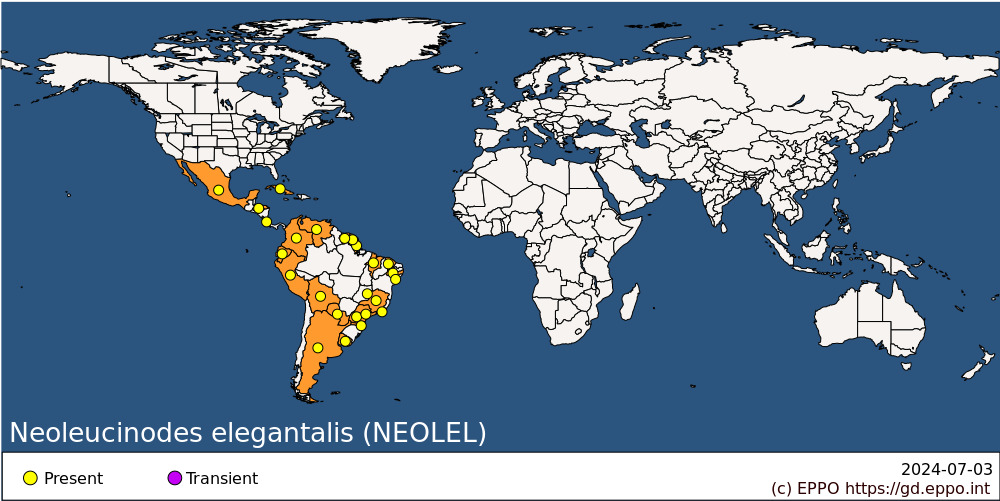 Neoleucinodes elegantalis (NEOLEL)
Present
Transient
2024-07-03
(c) EPPO https://gd.eppo.int